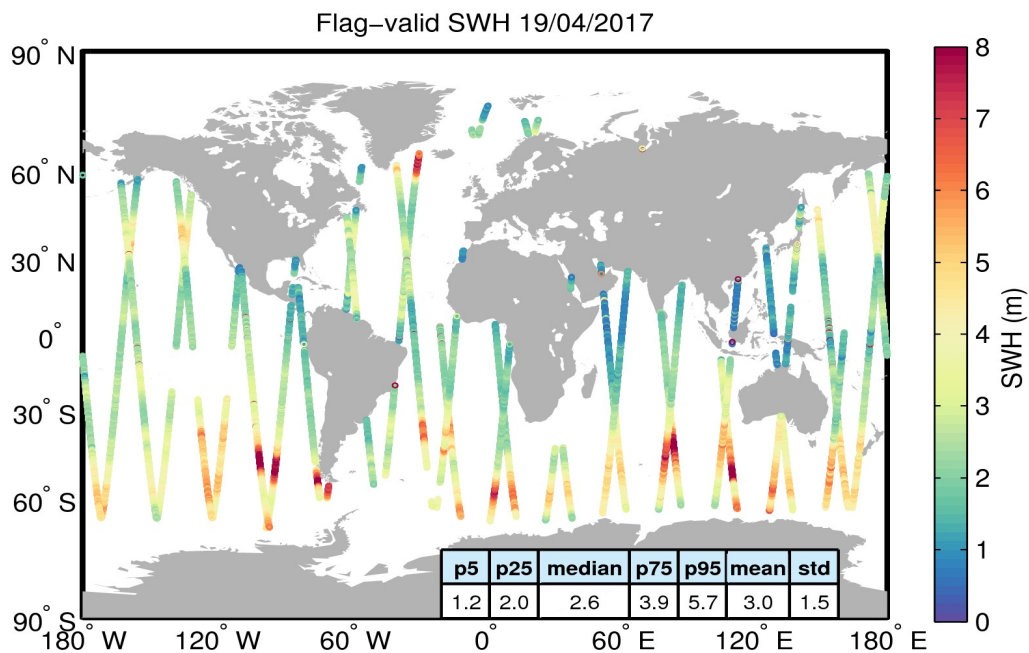 Flag−valid SWH 19/04/2017
90° N
60° N
30° N
0°
30° S
60° S
90° S
180° W
120° W
60° W
0°
60° E
120° E
180° E
p5 p25 median p75 p95 mean std
1.2 2.0 2.6 3.9 5.7 3.0 1.5
8
7
6
5
4
3
2
1
0
SWH (m)